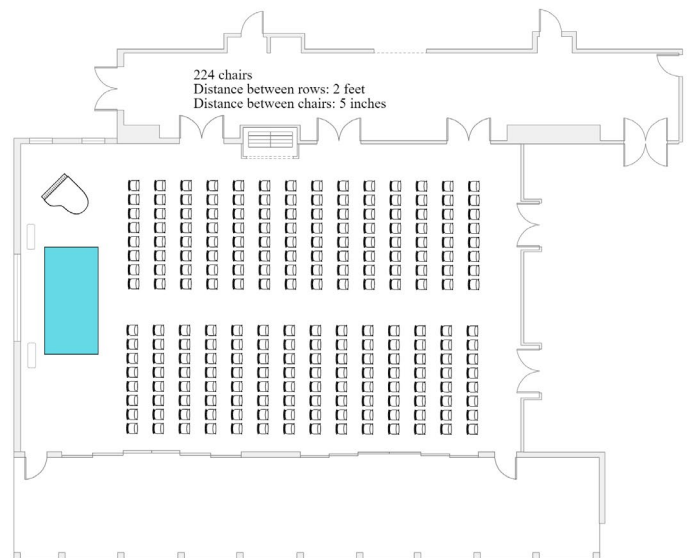 224 chairs
Distance between rows: 2 feet
Distance between chairs: 5 inches